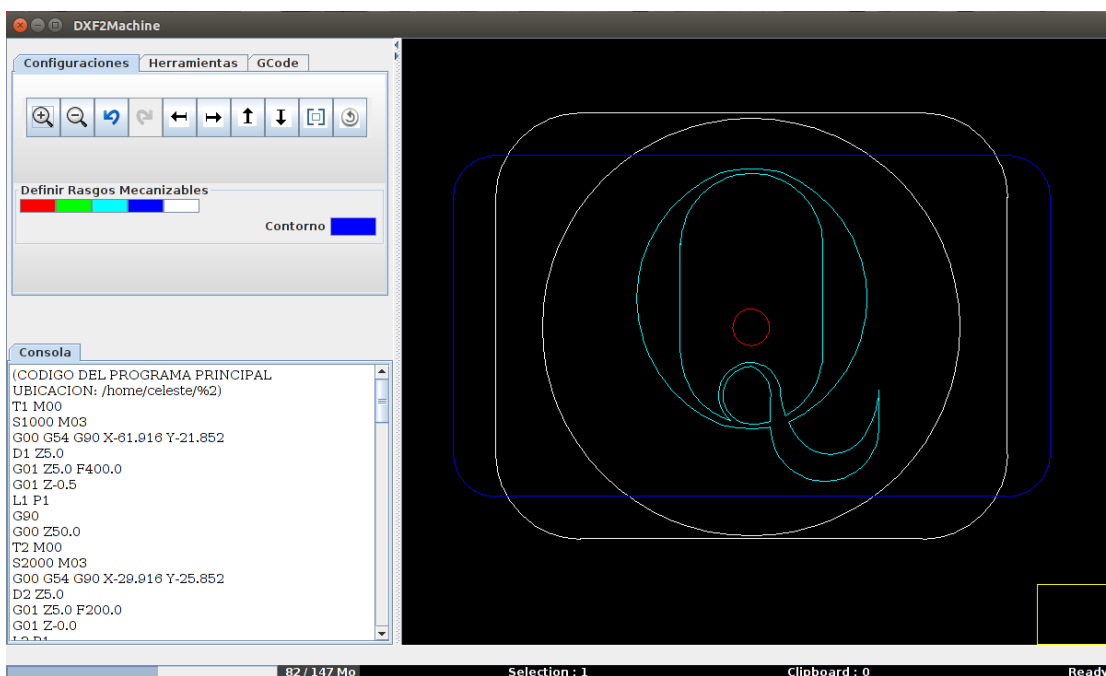 DXF2Machine
Configuraciones Herramientas GCode
Definir Rasgos Mecanizables
Contorno
Consola
(CODIGO DEL PROGRAMA PRINCIPAL
UBICACION: /home/celeste/%2)
T1 M00
S1000 M03
G00 G54 G90 X-61.916 Y-21.852
D1 Z5.0
G01 Z5.0 F400.0
G01 Z-0.5
L1 P1
G90
G00 Z50.0
T2 M00
S2000 M03
G00 G54 G90 X-29.916 Y-25.852
D2 Z5.0
G01 Z5.0 F200.0
G01 Z-0.0
82 / 147 Mo Selection : 1 Clipboard : 0 Ready